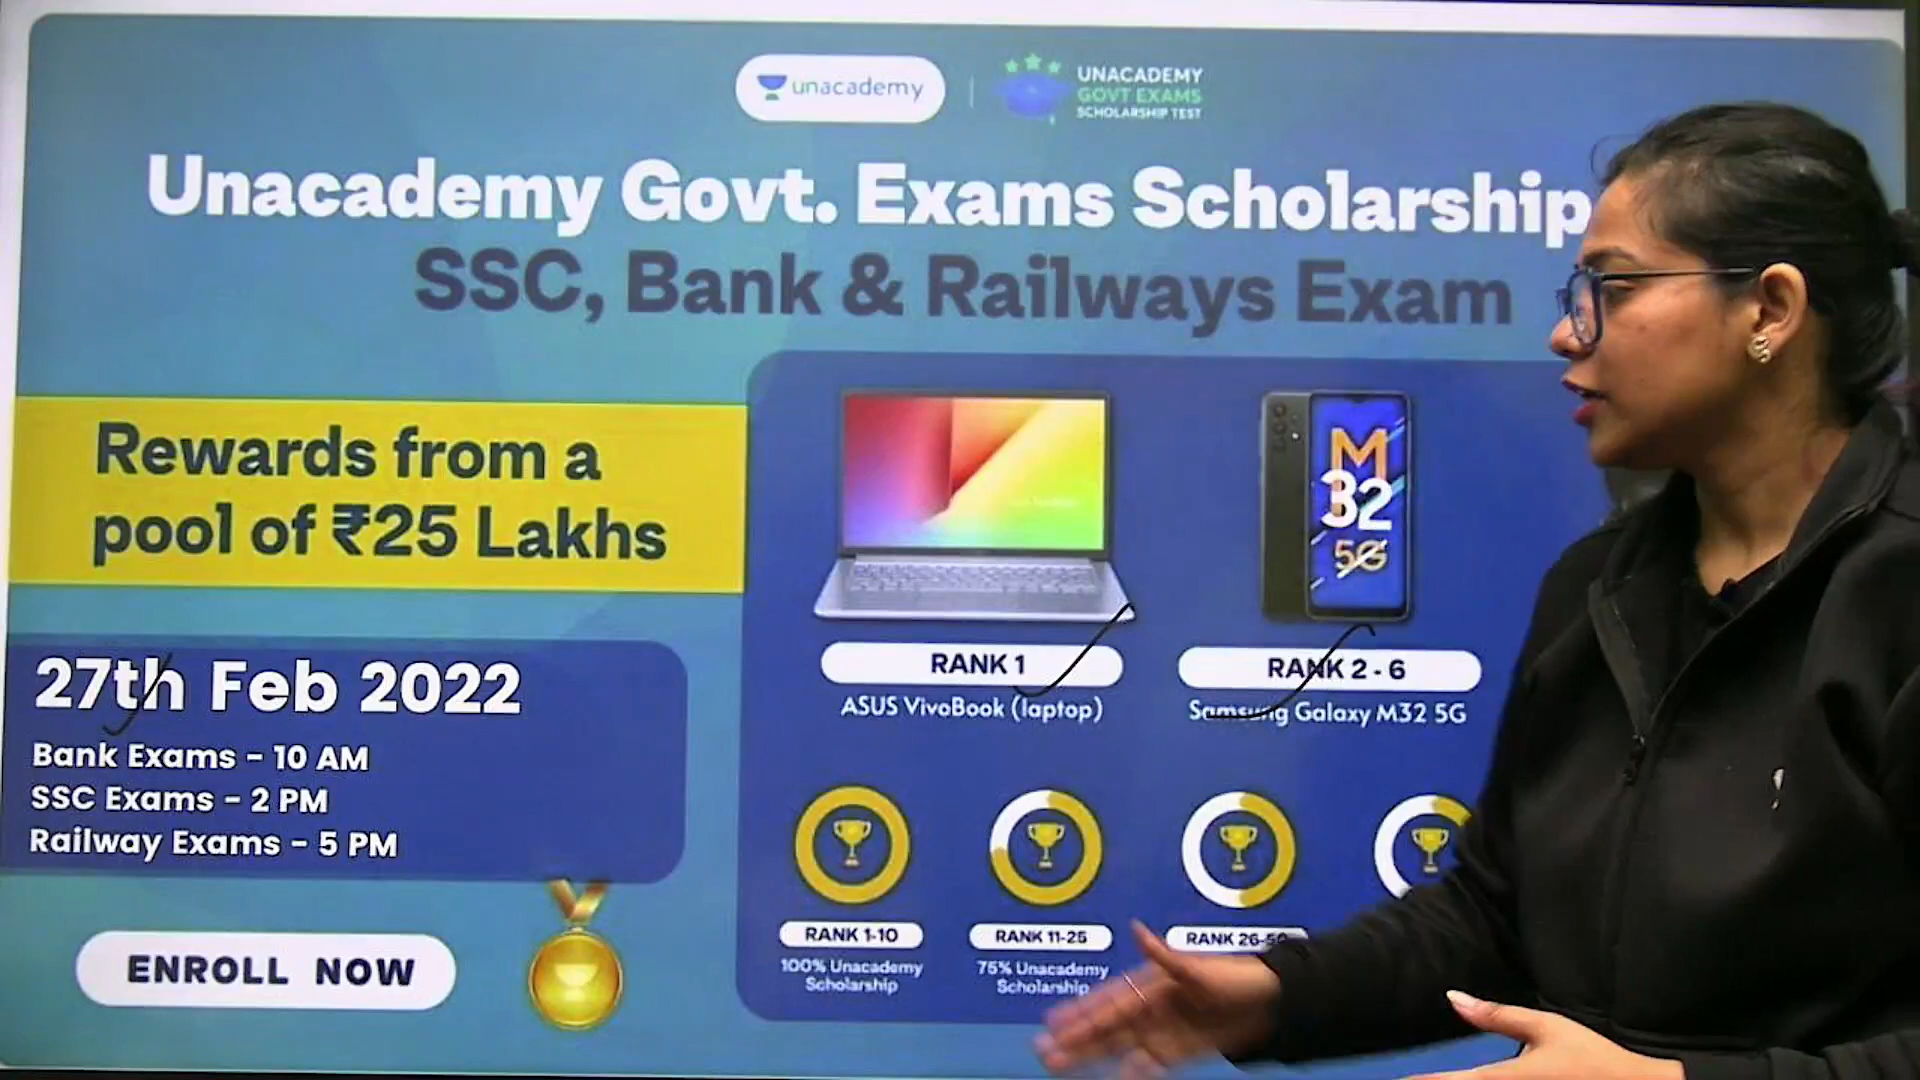 unacademy
UNACADEMY
GOVT EXAMS
SCHOLARSHIP TEST
Unacademy Govt. Exams Scholarship
SSC, Bank & Railways Exam
Rewards from a
pool of ₹25 Lakhs
M
32
5G
RANK 1
ASUS VivoBook (laptop)
RANK 2 - 6
Samsung Galaxy M32 5G
27th Feb 2022
Bank Exams - 10 AM
SSC Exams - 2 PM
Railway Exams - 5 PM
RANK 1-10
100% Unacademy
Scholarship
RANK 11-25
75% Unacademy
Scholarship
RANK 26-50
ENROLL NOW